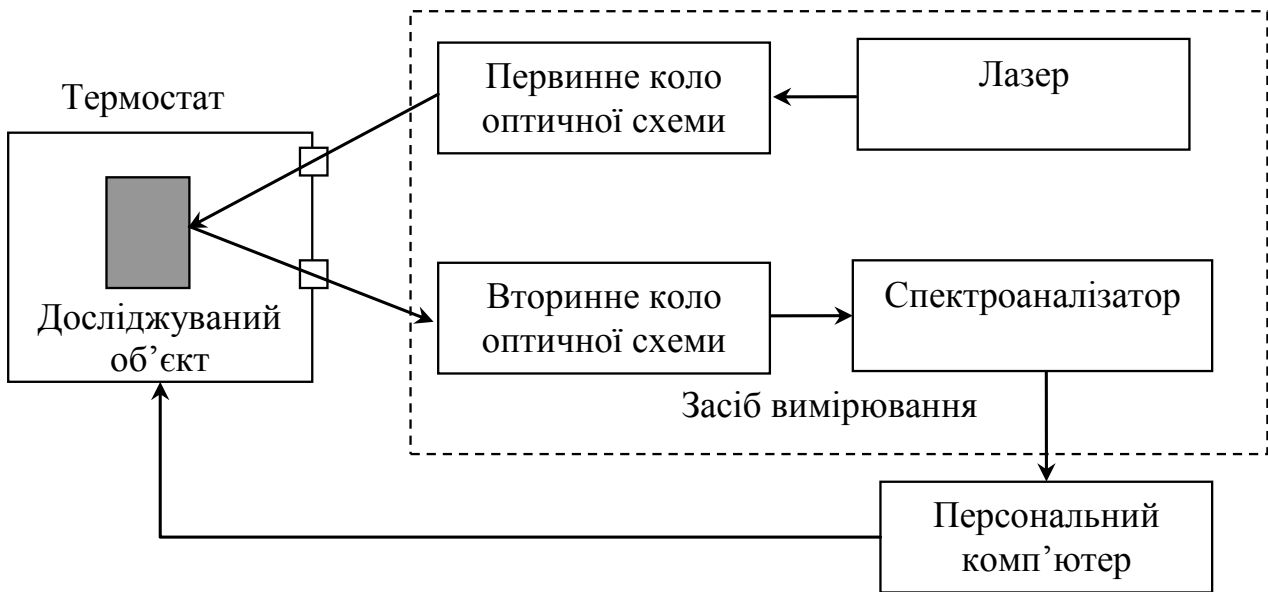 Термостат
Первинне коло
оптичної схеми
Лазер
Досліджуваний
об’єкт
Вторинне коло
оптичної схеми
Спектроаналізатор
Засіб вимірювання
Персональний
комп’ютер